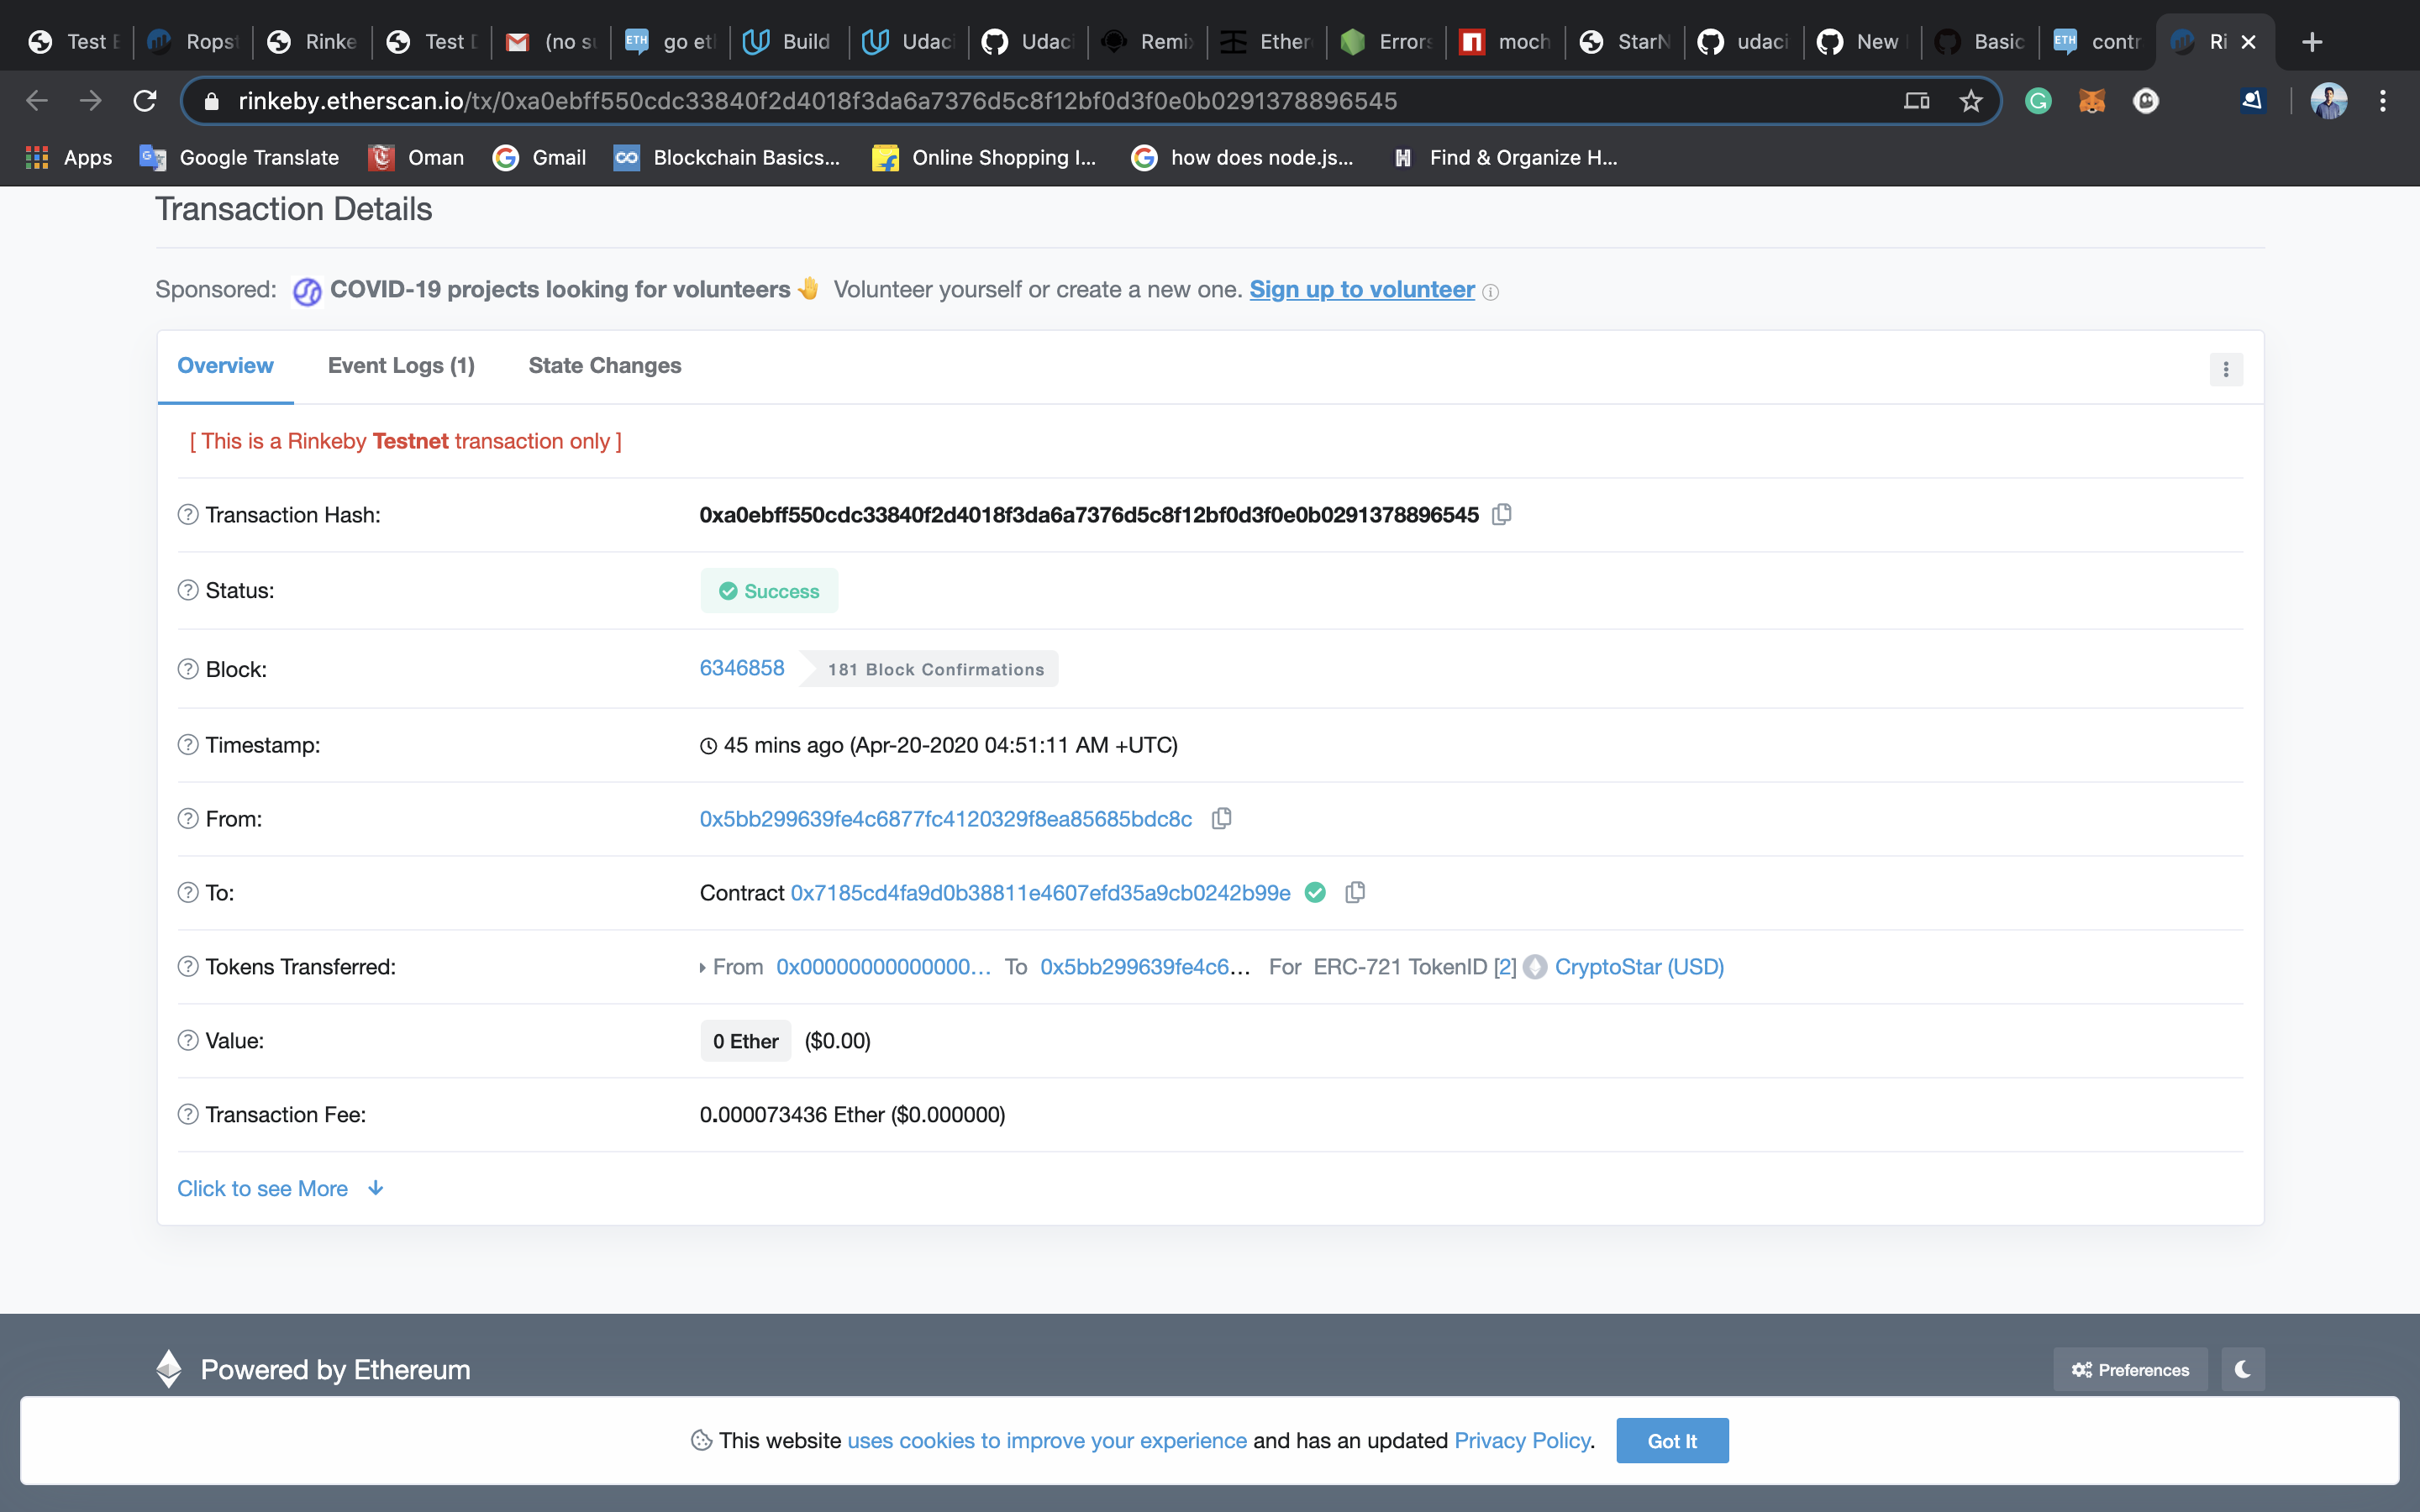 Test Rops Rinke Test (no su go eth Build Udaci Udaci Remix Ether Errors moch StarN udaci New Basic contr Ri
rinkeby.etherscan.io/tx/0xa0ebff550cdc33840f2d4018f3da6a7376d5c8f12bf0d3f0e0b0291378896545
Apps Google Translate Oman Gmail Blockchain Basics... Online Shopping I... how does node.js... Find & Organize H...
Transaction Details
Sponsored: COVID-19 projects looking for volunteers Volunteer yourself or create a new one. Sign up to volunteer
Overview Event Logs (1) State Changes
[ This is a Rinkeby Testnet transaction only ]
Transaction Hash: 0xa0ebff550cdc33840f2d4018f3da6a7376d5c8f12bf0d3f0e0b0291378896545
Status: Success
Block: 6346858 181 Block Confirmations
Timestamp: 45 mins ago (Apr-20-2020 04:51:11 AM +UTC)
From: 0x5bb299639fe4c6877fc4120329f8ea85685bdc8c
To: Contract 0x7185cd4fa9d0b38811e4607efd35a9cb0242b99e
Tokens Transferred: From 0x00000000000000... To 0x5bb299639fe4c6... For ERC-721 TokenID [2] CryptoStar (USD)
Value: 0 Ether ($0.00)
Transaction Fee: 0.000073436 Ether ($0.000000)
Click to see More
Powered by Ethereum
Preferences
This website uses cookies to improve your experience and has an updated Privacy Policy. Got It